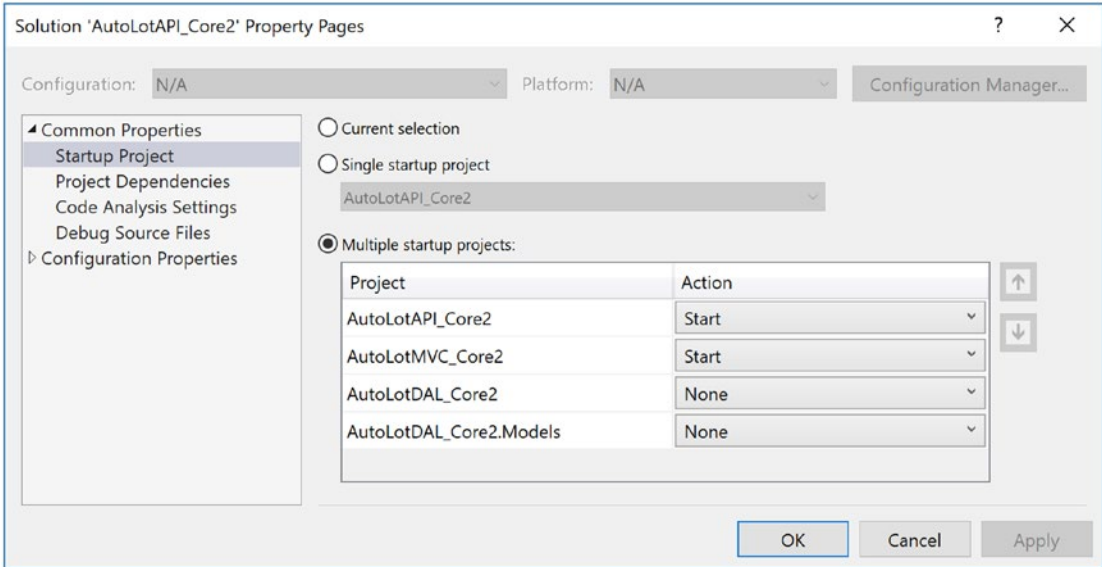 Solution 'AutoLotAPI_Core2' Property Pages ?
Configuration: N/A Platform: N/A Configuration Manager...
Common Properties
Startup Project
Project Dependencies
Code Analysis Settings
Debug Source Files
Configuration Properties
Current selection
Single startup project
AutoLotAPI_Core2
Multiple startup projects:
Project Action
AutoLotAPI_Core2 Start
AutoLotMVC_Core2 Start
AutoLotDAL_Core2 None
AutoLotDAL_Core2.Models None
OK Cancel Apply